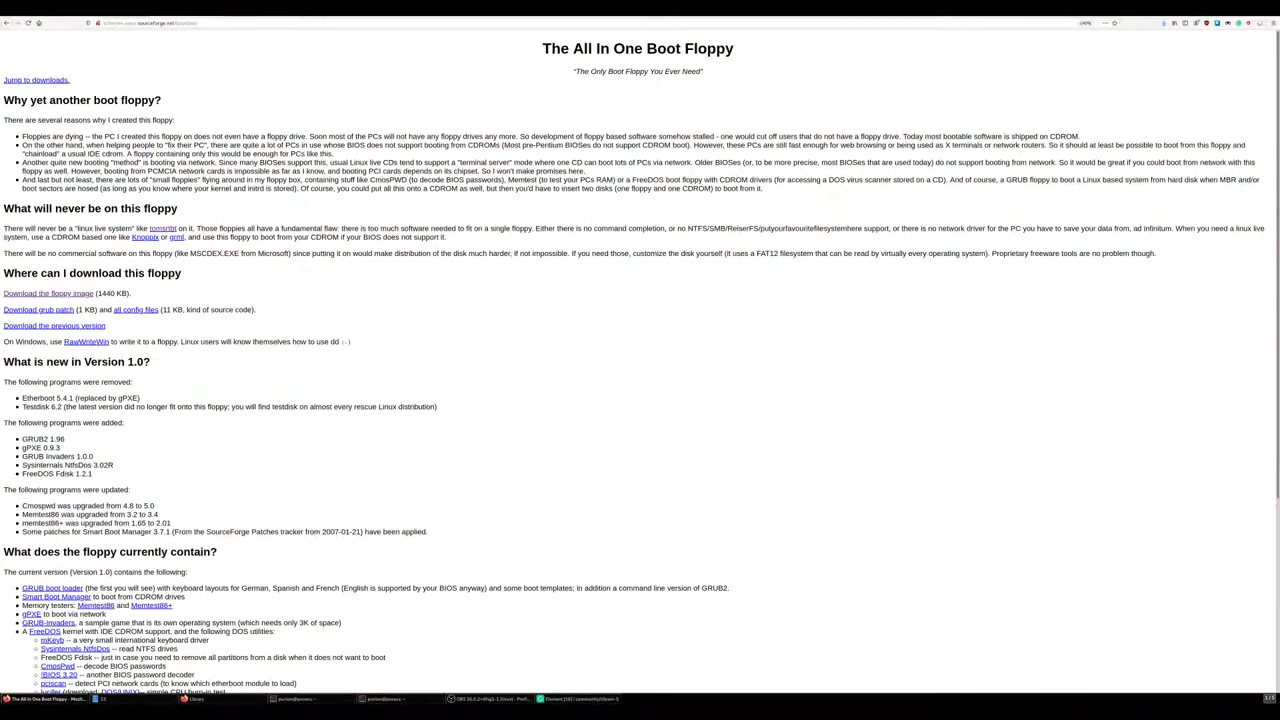 schierlm.users.sourceforge.net/bootdisk/
140%
The All In One Boot Floppy
"The Only Boot Floppy You Ever Need"
Jump to downloads.
Why yet another boot floppy?
There are several reasons why I created this floppy:
Floppies are dying -- the PC I created this floppy on does not even have a floppy drive. Soon most of the PCs will not have any floppy drives any more. So development of floppy based software somehow stalled - one would cut off users that do not have a floppy drive. Today most bootable software is shipped on CDROM.
On the other hand, when helping people to "fix their PC", there are quite a lot of PCs in use whose BIOS does not support booting from CDROMs (Most pre-Pentium BIOSes do not support CDROM boot). However, these PCs are still fast enough for web browsing or being used as X terminals or network routers. So it should at least be possible to boot from this floppy and
"chainload" a usual IDE cdrom. A floppy containing only this would be enough for PCs like this.
Another quite new booting "method" is booting via network. Since many BIOSes support this, usual Linux live CDs tend to support a "terminal server" mode where one CD can boot lots of PCs via network. Older BIOSes (or, to be more precise, most BIOSes that are used today) do not support booting from network. So it would be great if you could boot from network with this
floppy as well. However, booting from PCMCIA network cards is impossible as far as I know, and booting PCI cards depends on its chipset. So I won't make promises here.
And last but not least, there are lots of "small floppies" flying around in my floppy box, containing stuff like CmosPWD (to decode BIOS passwords), Memtest (to test your PCs RAM) or a FreeDOS boot floppy with CDROM drivers (for accessing a DOS virus scanner stored on a CD). And of course, a GRUB floppy to boot a Linux based system from hard disk when MBR and/or
boot sectors are hosed (as long as you know where your kernel and initrd is stored). Of course, you could put all this onto a CDROM as well, but then you'd have to insert two disks (one floppy and one CDROM) to boot from it.
What will never be on this floppy
There will never be a "linux live system" like tomsrtbt on it. Those floppies all have a fundamental flaw: there is too much software needed to fit on a single floppy. Either there is no command completion, or no NTFS/SMB/ReiserFS/putyourfavouritefilesystemhere support, or there is no network driver for the PC you have to save your data from, ad infinitum. When you need a linux live
system, use a CDROM based one like Knoppix or grml, and use this floppy to boot from your CDROM if your BIOS does not support it.
There will be no commercial software on this floppy (like MSCDEX.EXE from Microsoft) since putting it on would make distribution of the disk much harder, if not impossible. If you need those, customize the disk yourself (it uses a FAT12 filesystem that can be read by virtually every operating system). Proprietary freeware tools are no problem though.
Where can I download this floppy
Download the floppy image (1440 KB).
Download grub patch (1 KB) and all config files (11 KB, kind of source code).
Download the previous version
On Windows, use RawWriteWin to write it to a floppy. Linux users will know themselves how to use dd :-)
What is new in Version 1.0?
The following programs were removed:
Etherboot 5.4.1 (replaced by gPXE)
Testdisk 6.2 (the latest version did no longer fit onto this floppy; you will find testdisk on almost every rescue Linux distribution)
The following programs were added:
GRUB2 1.96
gPXE 0.9.3
GRUB Invaders 1.0.0
Sysinternals NtfsDos 3.02R
FreeDOS Fdisk 1.2.1
The following programs were updated:
Cmospwd was upgraded from 4.8 to 5.0
Memtest86 was upgraded from 3.2 to 3.4
memtest86+ was upgraded from 1.65 to 2.01
Some patches for Smart Boot Manager 3.7.1 (From the SourceForge Patches tracker from 2007-01-21) have been applied.
What does the floppy currently contain?
The current version (Version 1.0) contains the following:
GRUB boot loader (the first you will see) with keyboard layouts for German, Spanish and French (English is supported by your BIOS anyway) and some boot templates; in addition a command line version of GRUB2.
Smart Boot Manager to boot from CDROM drives
Memory testers: Memtest86 and Memtest86+
gPXE to boot via network
GRUB-invaders, a sample game that is its own operating system (which needs only 3K of space)
A FreeDOS kernel with IDE CDROM support, and the following DOS utilities:
mKeyb -- a very small international keyboard driver
Sysinternals NtfsDos -- read NTFS drives
FreeDOS Fdisk -- just in case you need to remove all partitions from a disk when it does not want to boot
CmosPwd -- decode BIOS passwords
!BIOS 3.20 -- another BIOS password decoder
pciscan -- detect PCI network cards (to know which etherboot module to load)
lucifer (download: DOS/UNIX) -- simple CPU burn-in test
The All In One Boot Floppy - Mozil...
Library